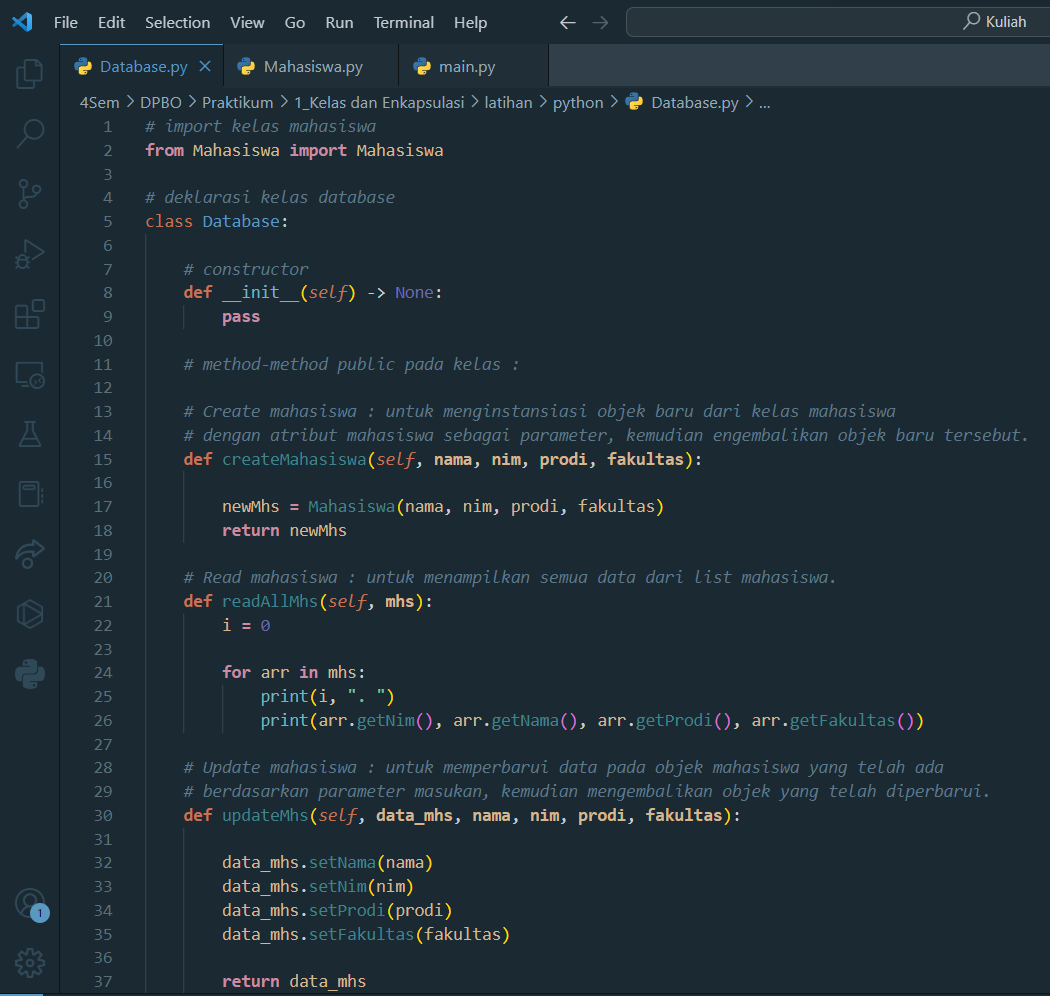 File Edit Selection View Go Run Terminal Help Kuliah
Database.py Mahasiswa.py main.py
4Sem > DPBO > Praktikum > 1_Kelas dan Enkapsulasi > latihan > python > Database.py > ...
1 # import kelas mahasiswa
2 from Mahasiswa import Mahasiswa
3
4 # deklarasi kelas database
5 class Database:
6
7 # constructor
8 def __init__(self) -> None:
9 pass
10
11 # method-method public pada kelas :
12
13 # Create mahasiswa : untuk menginstansiasi objek baru dari kelas mahasiswa
14 # dengan atribut mahasiswa sebagai parameter, kemudian engembalikan objek baru tersebut.
15 def createMahasiswa(self, nama, nim, prodi, fakultas):
16
17 newMhs = Mahasiswa(nama, nim, prodi, fakultas)
18 return newMhs
19
20 # Read mahasiswa : untuk menampilkan semua data dari list mahasiswa.
21 def readAllMhs(self, mhs):
22 i = 0
23
24 for arr in mhs:
25 print(i, ". ")
26 print(arr.getNim(), arr.getNama(), arr.getProdi(), arr.getFakultas())
27
28 # Update mahasiswa : untuk memperbarui data pada objek mahasiswa yang telah ada
29 # berdasarkan parameter masukan, kemudian mengembalikan objek yang telah diperbarui.
30 def updateMhs(self, data_mhs, nama, nim, prodi, fakultas):
31
32 data_mhs.setNama(nama)
33 data_mhs.setNim(nim)
34 data_mhs.setProdi(prodi)
35 data_mhs.setFakultas(fakultas)
36
37 return data_mhs
1